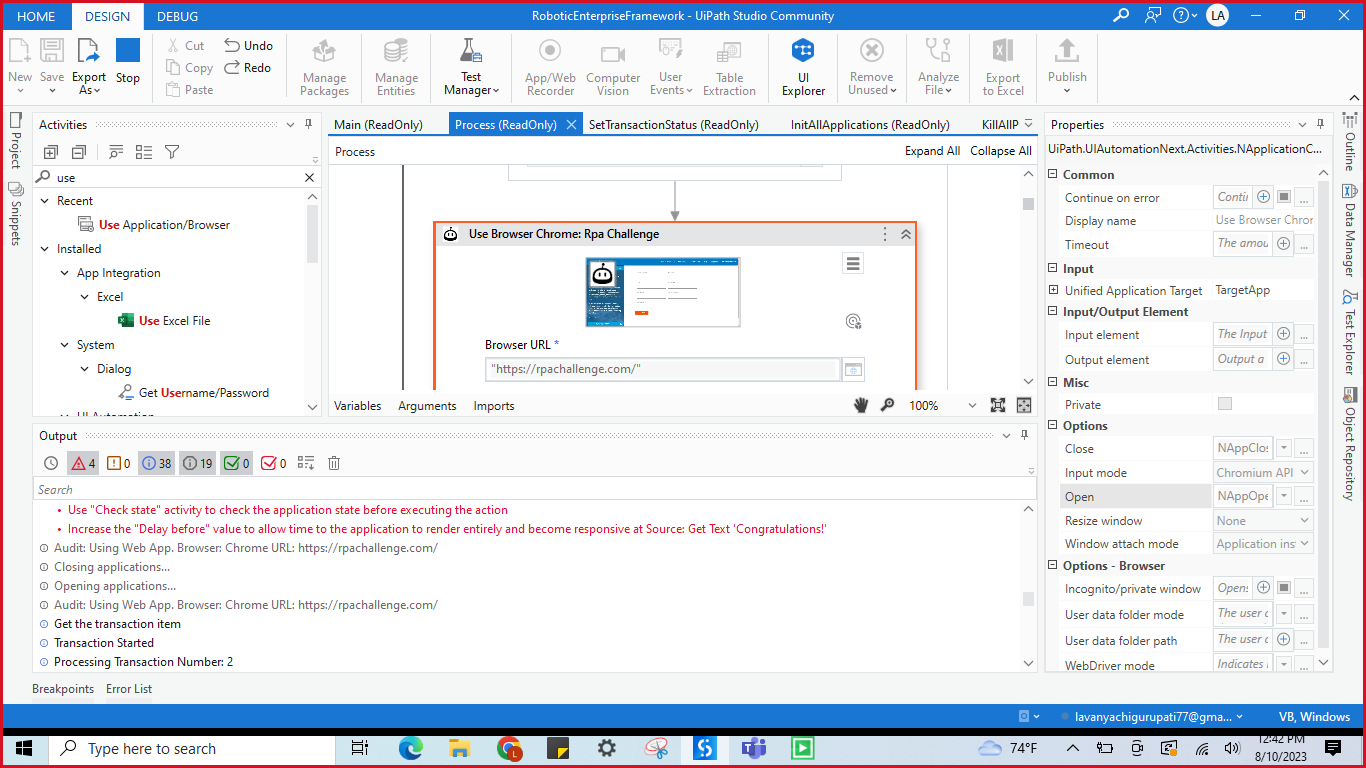 HOME DESIGN DEBUG RoboticEnterpriseFramework - UiPath Studio Community LA
New Save Export As Stop Cut Copy Paste Undo Redo
Manage Packages Manage Entities Test Manager App/Web Recorder Computer Vision User Events Table Extraction UI Explorer Remove Unused Analyze File Export to Excel Publish
Project
Snippets
Activities
use
Recent
Use Application/Browser
Installed
App Integration
Excel
Use Excel File
System
Dialog
Get Username/Password
UI Automation
Main (ReadOnly) Process (ReadOnly) SetTransactionStatus (ReadOnly) InitAllApplications (ReadOnly) KillAllP
Process Expand All Collapse All
Use Browser Chrome: Rpa Challenge
Browser URL *
"https://rpachallenge.com/"
Variables Arguments Imports 100%
Output
4 0 38 19 0 0
Search
• Use "Check state" activity to check the application state before executing the action
• Increase the "Delay before" value to allow time to the application to render entirely and become responsive at Source: Get Text 'Congratulations!'
Audit: Using Web App. Browser: Chrome URL: https://rpachallenge.com/
Closing applications...
Opening applications...
Audit: Using Web App. Browser: Chrome URL: https://rpachallenge.com/
Get the transaction item
Transaction Started
Processing Transaction Number: 2
Breakpoints Error List
Properties
UiPath.UIAutomationNext.Activities.NApplicationC...
Common
Continue on error Contin ...
Display name Use Browser Chror
Timeout The amou ...
Input
Unified Application Target TargetApp
Input/Output Element
Input element The Input ...
Output element Output a ...
Misc
Private
Options
Close NAppClos ...
Input mode Chromium API
Open NAppOpe ...
Resize window None
Window attach mode Application ins
Options - Browser
Incognito/private window Opens ...
User data folder mode The user c ...
User data folder path The user c ...
WebDriver mode Indicates ...
Outline
Data Manager
Test Explorer
Object Repository
lavanyachigurupati77@gma... VB, Windows
Type here to search 74°F 12:42 PM
8/10/2023